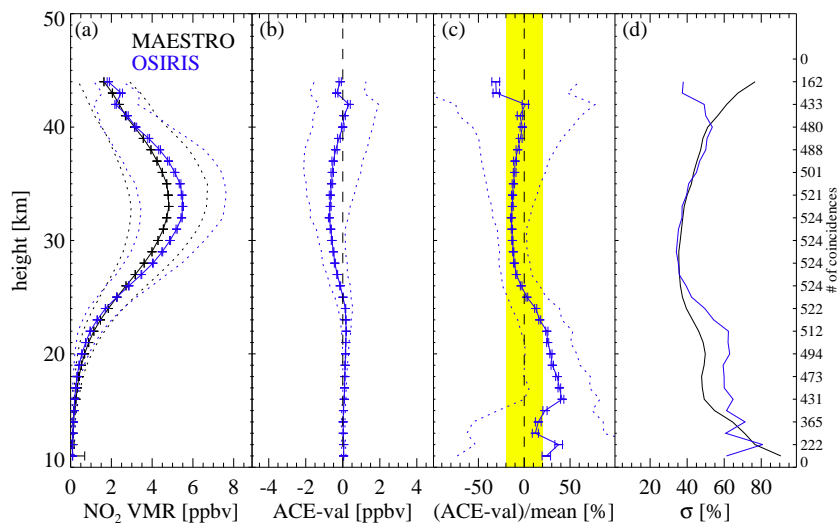 50
40
30
20
10
height [km]
(a)
MAESTRO
OSIRIS
0 2 4 6 8
NO₂ VMR [ppbv]
(b)
-4 -2 0 2 4
ACE-val [ppbv]
(c)
-50 0 50
(ACE-val)/mean [%]
(d)
20 40 60 80
σ [%]
0
162
433
480
488
501
521
524
524
524
524
522
512
494
473
431
365
222
0
# of coincidences